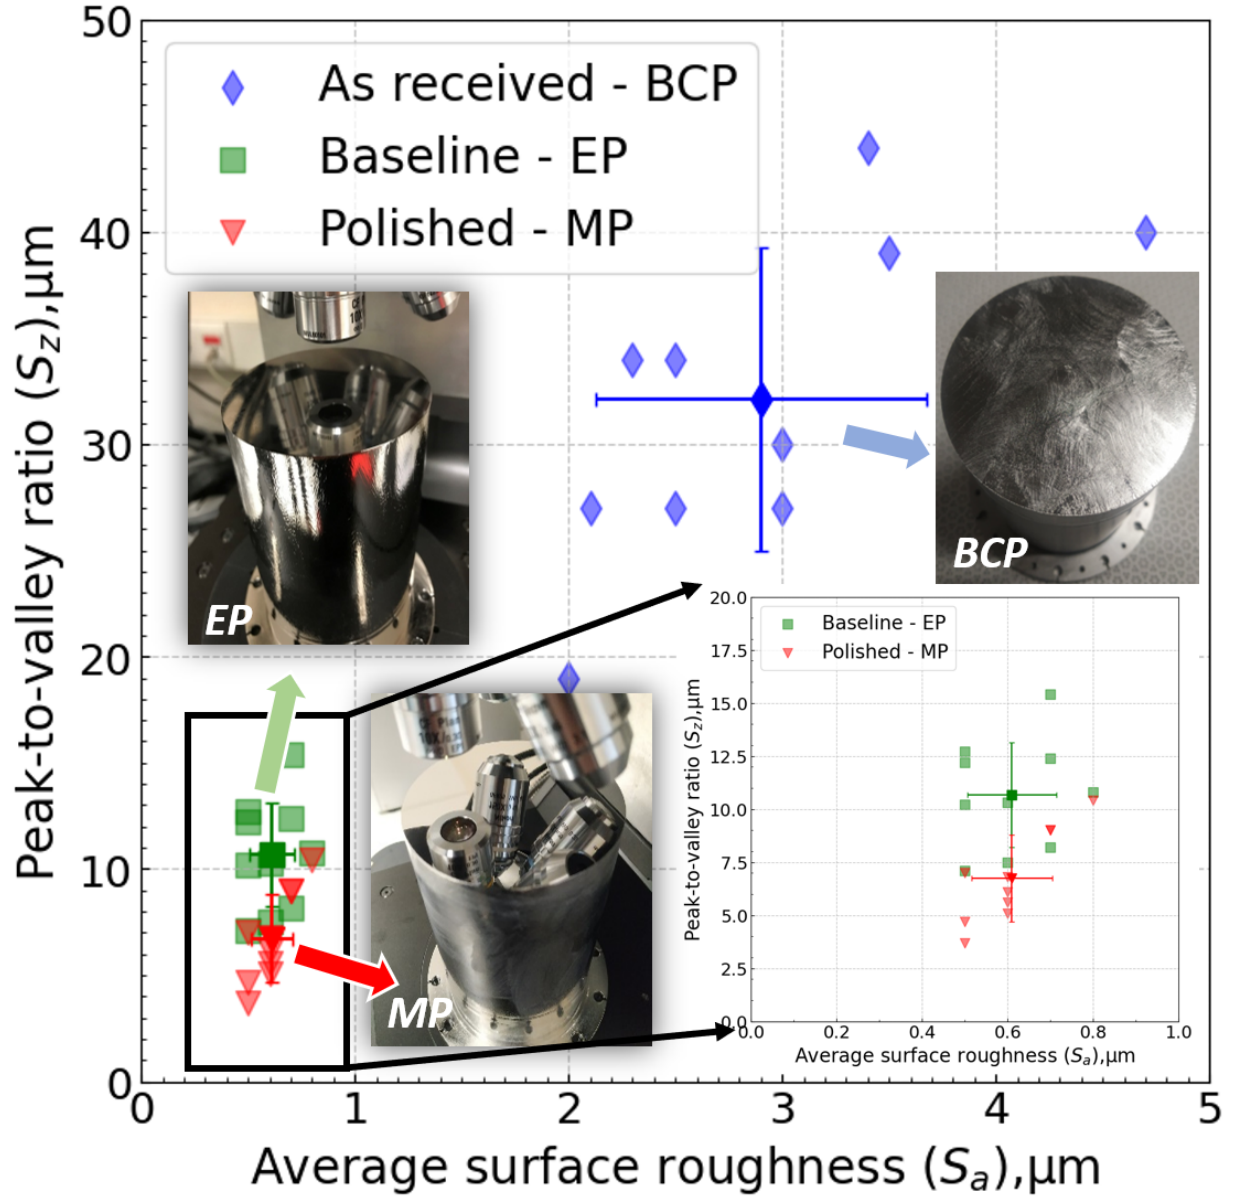 50
40
30
20
10
0
0
1
2
3
4
5
Peak-to-valley ratio (Sz),μm
Average surface roughness (Sa),μm
As received - BCP
Baseline - EP
Polished - MP
EP
BCP
MP
10X
20.0
17.5
15.0
12.5
10.0
7.5
5.0
2.5
0.0
0.0
0.2
0.4
0.6
0.8
1.0
Baseline - EP
Polished - MP
Peak-to-valley ratio (Sz),μm
Average surface roughness (Sa),μm